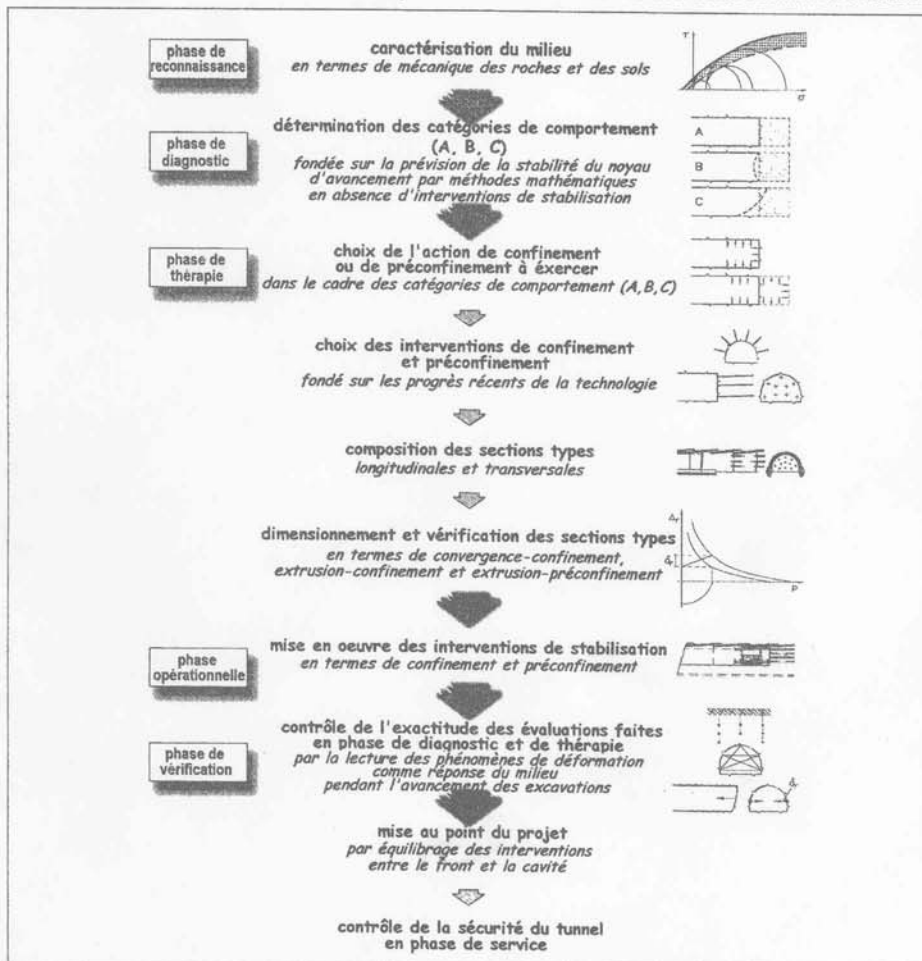 phase de
reconnaissance
caractérisation du milieu
en termes de mécanique des roches et des sols
τ
σ
phase de
diagnostic
détermination des catégories de comportement
(A, B, C)
fondée sur la prévision de la stabilité du noyau
d'avancement par méthodes mathématiques
en absence d'interventions de stabilisation
A
B
C
phase de
thérapie
choix de l'action de confinement
ou de préconfinement à éxercer
dans le cadre des catégories de comportement (A,B,C)
choix des interventions de confinement
et préconfinement
fondé sur les progrès récents de la technologie
composition des sections types
longitudinales et transversales
dimensionnement et vérification des sections types
en termes de convergence-confinement,
extrusion-confinement et extrusion-préconfinement
P
phase
opérationnelle
mise en oeuvre des interventions de stabilisation
en termes de confinement et préconfinement
phase de
vérification
contrôle de l'exactitude des évaluations faites
en phase de diagnostic et de thérapie
par la lecture des phénomènes de déformation
comme réponse du milieu
pendant l'avancement des excavations
mise au point du projet
par équilibrage des interventions
entre le front et la cavité
contrôle de la sécurité du tunnel
en phase de service